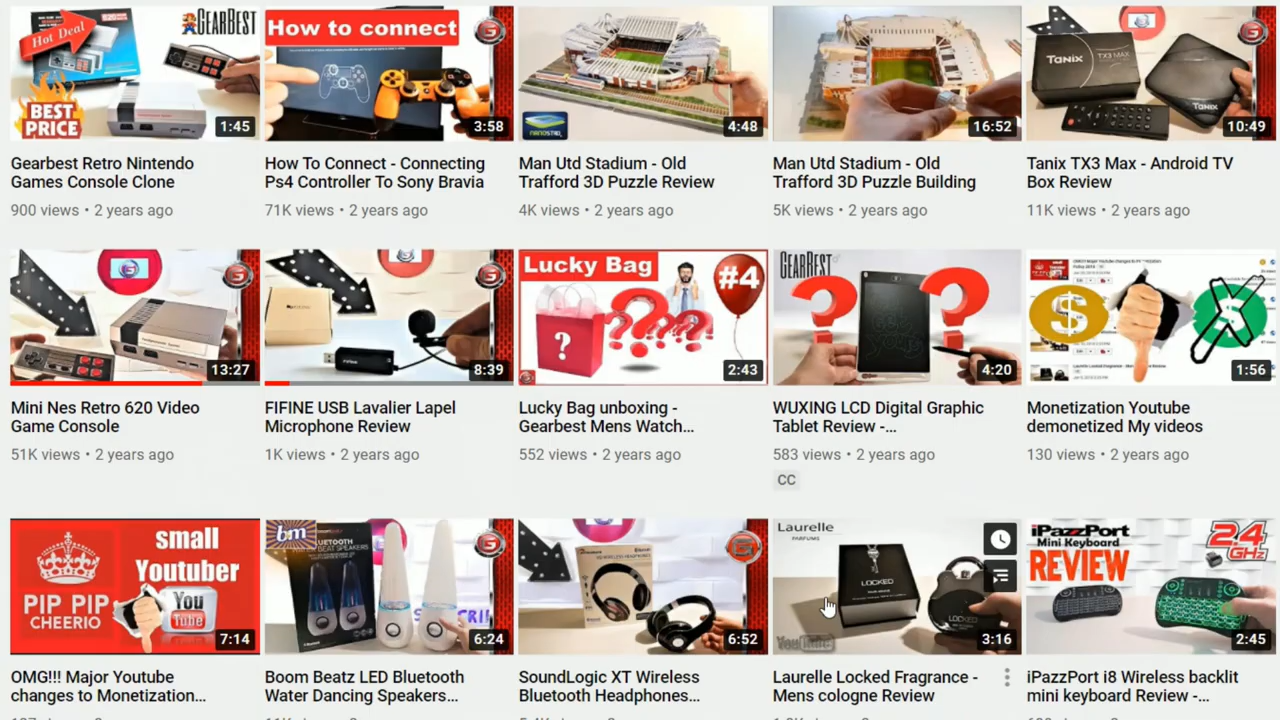 Hot Deal
GEARBEST
BEST
PRICE
1:45
How to connect
3:58
4:48
16:52
Tanix
TX3 MAX
Tanix
10:49
Gearbest Retro Nintendo
Games Console Clone
900 views • 2 years ago
How To Connect - Connecting
Ps4 Controller To Sony Bravia
71K views • 2 years ago
Man Utd Stadium - Old
Trafford 3D Puzzle Review
4K views • 2 years ago
Man Utd Stadium - Old
Trafford 3D Puzzle Building
5K views • 2 years ago
Tanix TX3 Max - Android TV
Box Review
11K views • 2 years ago
13:27
FIFINE
8:39
Lucky Bag
#4
2:43
GEARBEST
4:20
1:56
Mini Nes Retro 620 Video
Game Console
51K views • 2 years ago
FIFINE USB Lavalier Lapel
Microphone Review
1K views • 2 years ago
Lucky Bag unboxing -
Gearbest Mens Watch...
552 views • 2 years ago
WUXING LCD Digital Graphic
Tablet Review -...
583 views • 2 years ago
CC
Monetization Youtube
demonetized My videos
130 views • 2 years ago
small
Youtuber
PIP PIP
CHEERIO
You
Tube
7:14
bm
6:24
6:52
Laurelle
PARFUMS
LOCKED
LOCKED
YouTube
3:16
iPazzPort
Mini Keyboard
REVIEW
2.4
GHz
2:45
OMG!!! Major Youtube
changes to Monetization...
Boom Beatz LED Bluetooth
Water Dancing Speakers...
SoundLogic XT Wireless
Bluetooth Headphones...
Laurelle Locked Fragrance -
Mens cologne Review
iPazzPort i8 Wireless backlit
mini keyboard Review -...